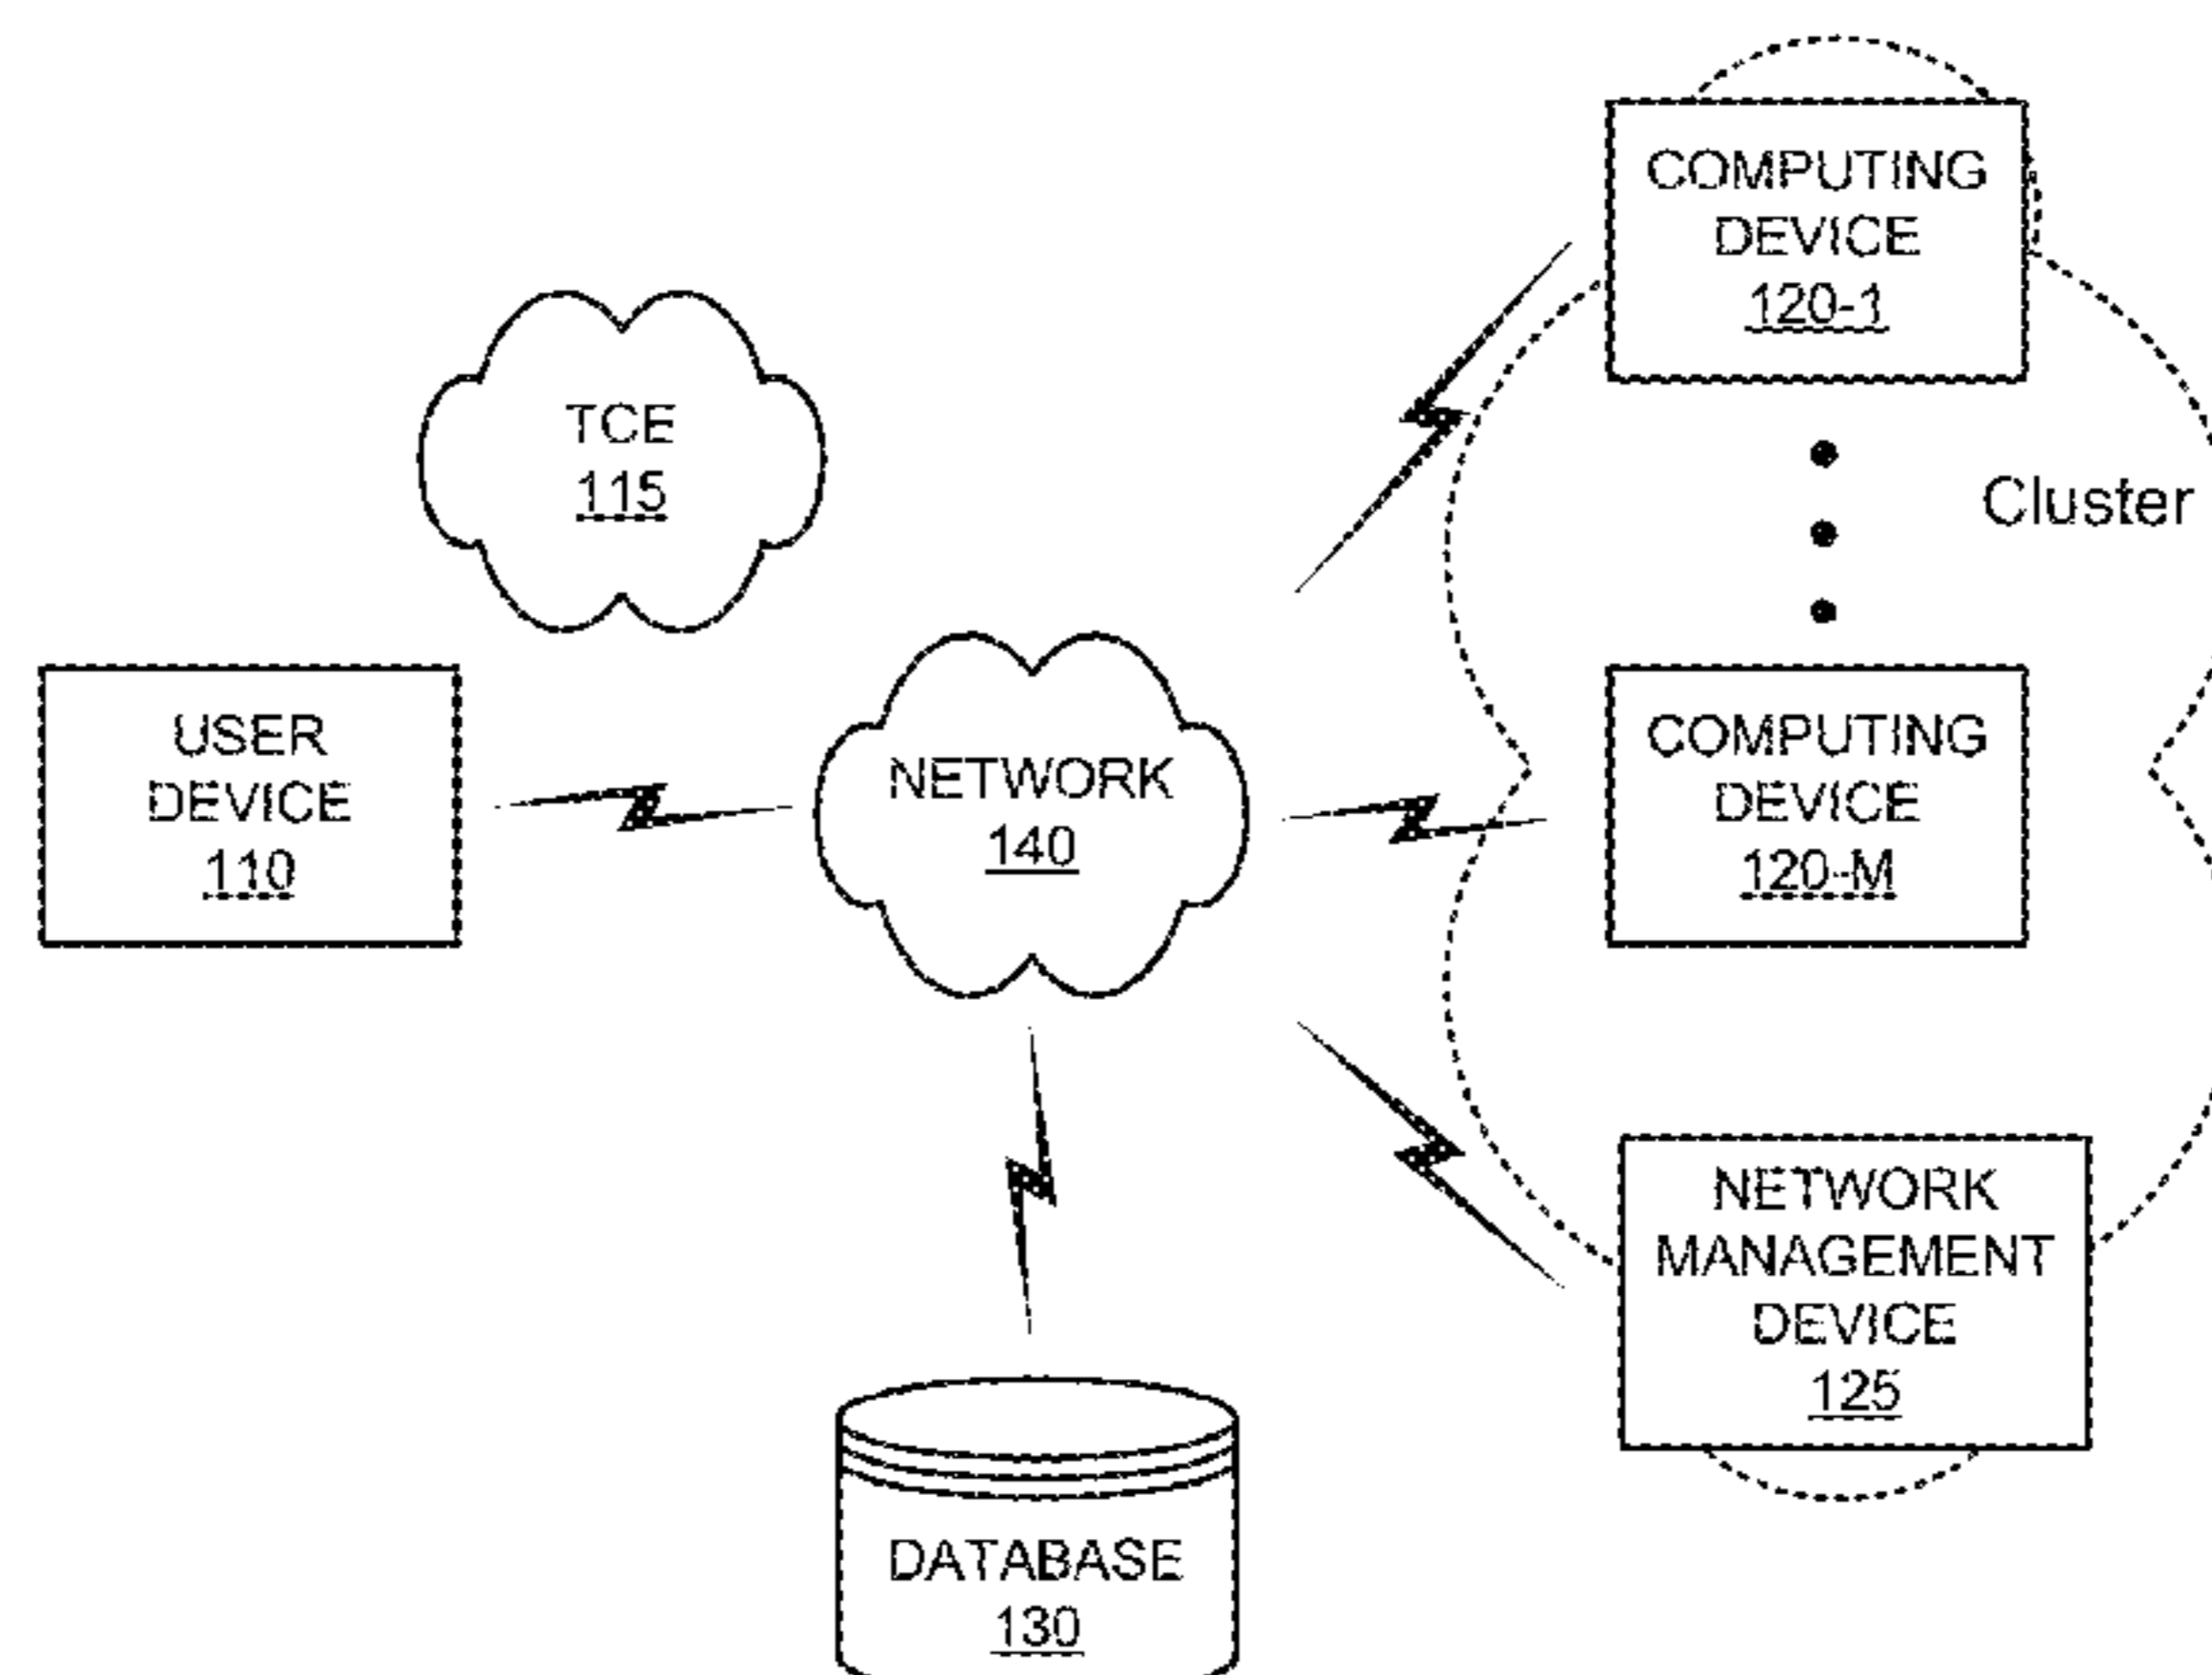 COMPUTING
DEVICE
120-1
TCE
115
Cluster
USER
DEVICE
110
NETWORK
140
COMPUTING
DEVICE
120-M
NETWORK
MANAGEMENT
DEVICE
125
DATABASE
130